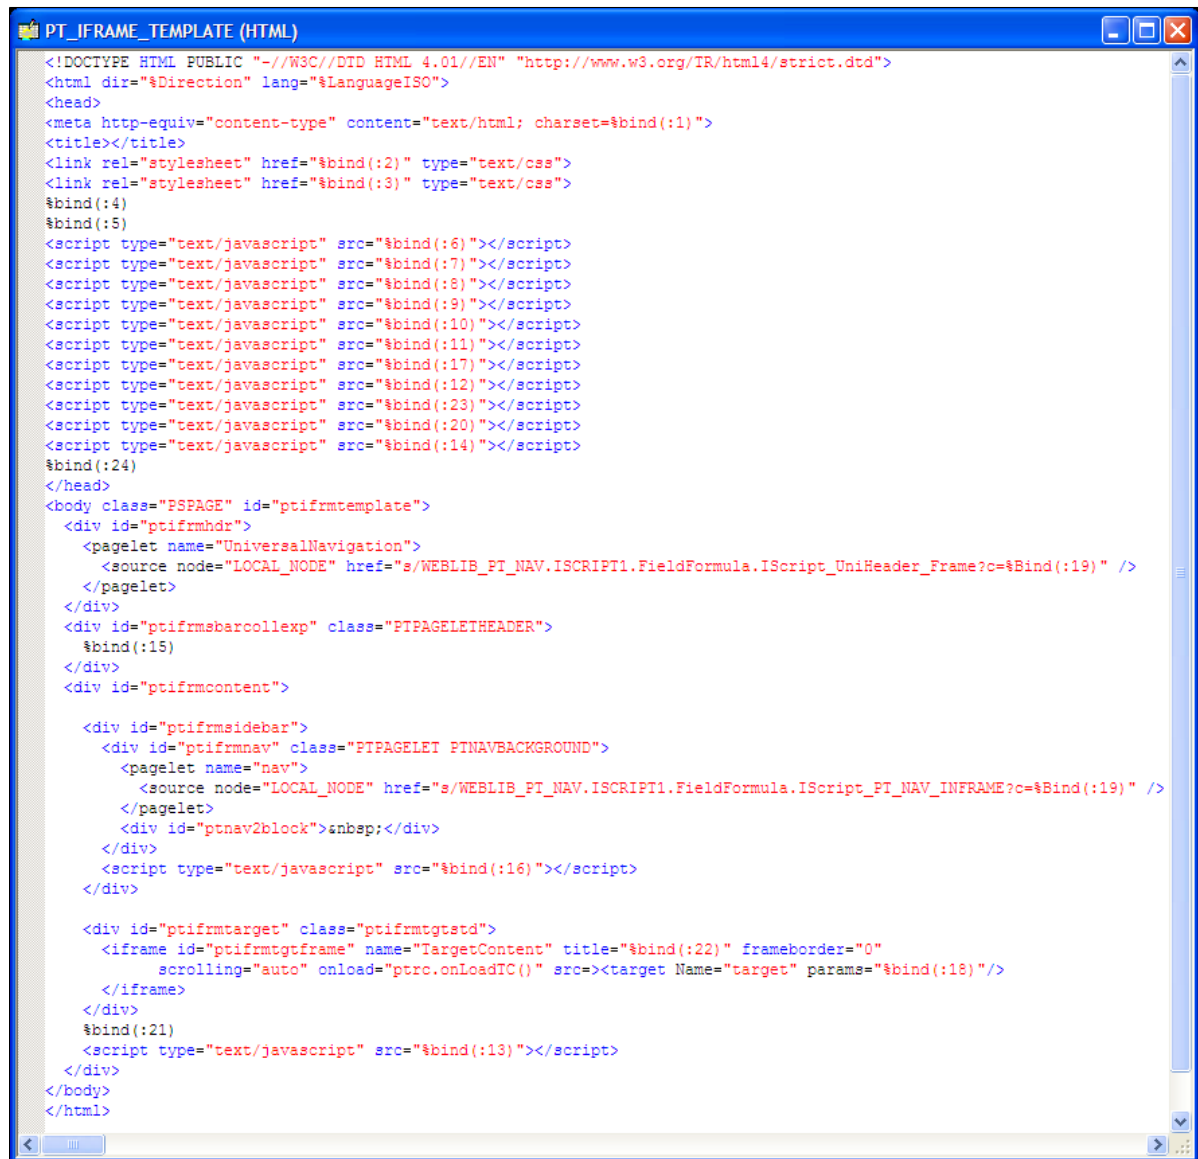 PT_IFRAME_TEMPLATE (HTML)
<!DOCTYPE HTML PUBLIC "-//W3C//DTD HTML 4.01//EN" "http://www.w3.org/TR/html4/strict.dtd">
<html dir="%Direction" lang="%LanguageISO">
<head>
<meta http-equiv="content-type" content="text/html; charset=%bind(:1)">
<title></title>
<link rel="stylesheet" href="%bind(:2)" type="text/css">
<link rel="stylesheet" href="%bind(:3)" type="text/css">
%bind(:4)
%bind(:5)
<script type="text/javascript" src="%bind(:6)"></script>
<script type="text/javascript" src="%bind(:7)"></script>
<script type="text/javascript" src="%bind(:8)"></script>
<script type="text/javascript" src="%bind(:9)"></script>
<script type="text/javascript" src="%bind(:10)"></script>
<script type="text/javascript" src="%bind(:11)"></script>
<script type="text/javascript" src="%bind(:17)"></script>
<script type="text/javascript" src="%bind(:12)"></script>
<script type="text/javascript" src="%bind(:23)"></script>
<script type="text/javascript" src="%bind(:20)"></script>
<script type="text/javascript" src="%bind(:14)"></script>
%bind(:24)
</head>
<body class="PSPAGE" id="ptifrmtemplate">
  <div id="ptifrmhdr">
    <pagelet name="UniversalNavigation">
      <source node="LOCAL_NODE" href="s/WEBLIB_PT_NAV.ISCRIPT1.FieldFormula.IScript_UniHeader_Frame?c=%Bind(:19)" />
    </pagelet>
  </div>
  <div id="ptifrmsbarcollexp" class="PTPAGELETHEADER">
    %bind(:15)
  </div>
  <div id="ptifrmcontent">
    <div id="ptifrmsidebar">
      <div id="ptifrmnav" class="PTPAGELET PTNAVBACKGROUND">
        <pagelet name="nav">
          <source node="LOCAL_NODE" href="s/WEBLIB_PT_NAV.ISCRIPT1.FieldFormula.IScript_PT_NAV_INFRAME?c=%Bind(:19)" />
        </pagelet>
        <div id="ptnav2block">&nbsp;</div>
      </div>
      <script type="text/javascript" src="%bind(:16)"></script>
    </div>
    <div id="ptifrmtarget" class="ptifrmtgtstd">
      <iframe id="ptifrmtgtframe" name="TargetContent" title="%bind(:22)" frameborder="0"
            scrolling="auto" onload="ptrc.onLoadTC()" src=><target Name="target" params="%bind(:18)"/>
      </iframe>
    </div>
    %bind(:21)
    <script type="text/javascript" src="%bind(:13)"></script>
  </div>
</body>
</html>